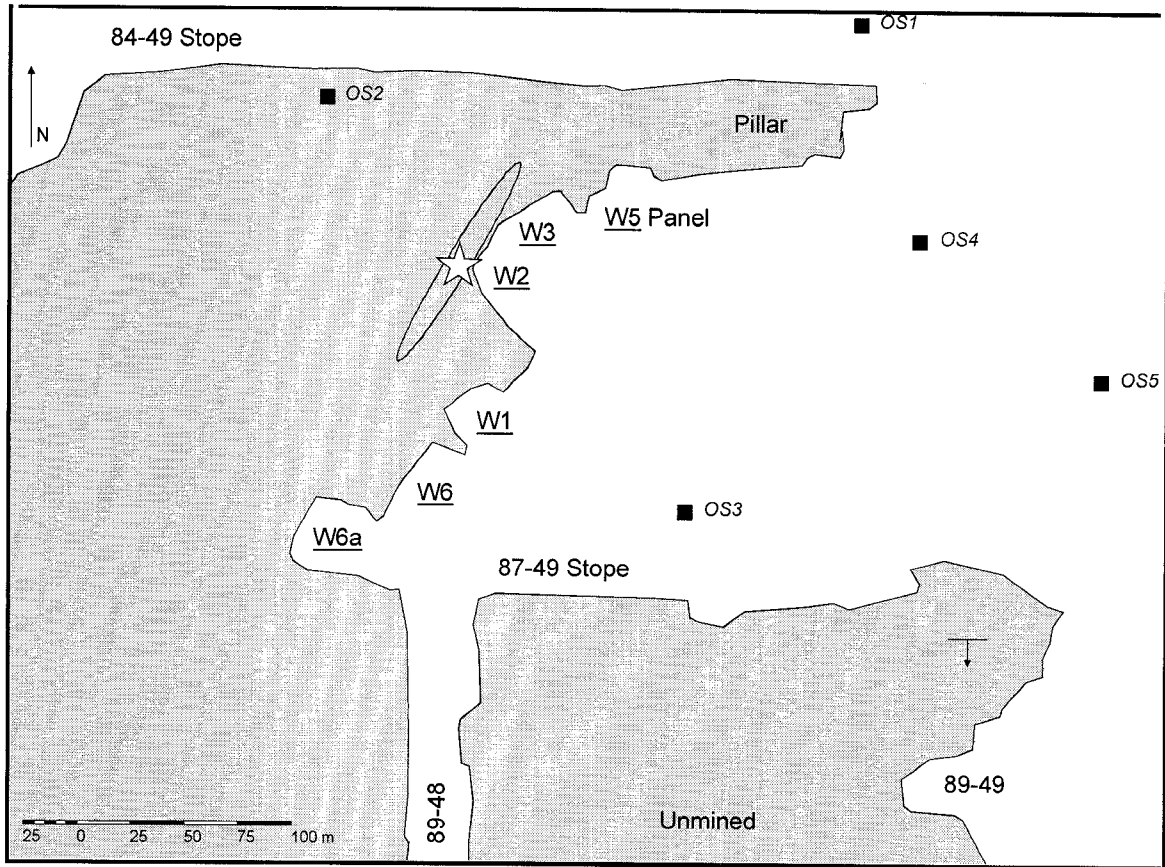 OS1
84-49 Stope
OS2
N
Pillar
W5 Panel
W3
OS4
W2
OS5
W1
W6
OS3
W6a
87-49 Stope
89-48
89-49
Unmined
25 0 25 50 75 100 m